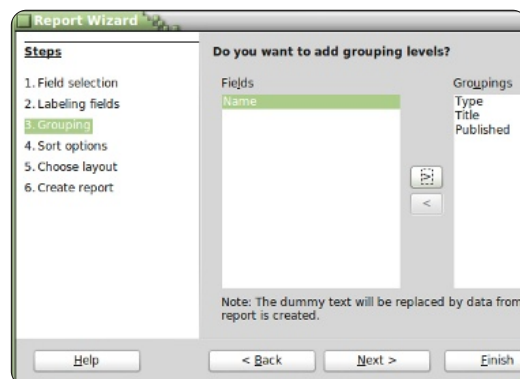 Report Wizard
Steps
Do you want to add grouping levels?
1. Field selection
2. Labeling fields
3. Grouping
4. Sort options
5. Choose layout
6. Create report
Fields
Name
Groupings
Type
Title
Published
>
<
Note: The dummy text will be replaced by data from
report is created.
Help
< Back
Next >
Finish